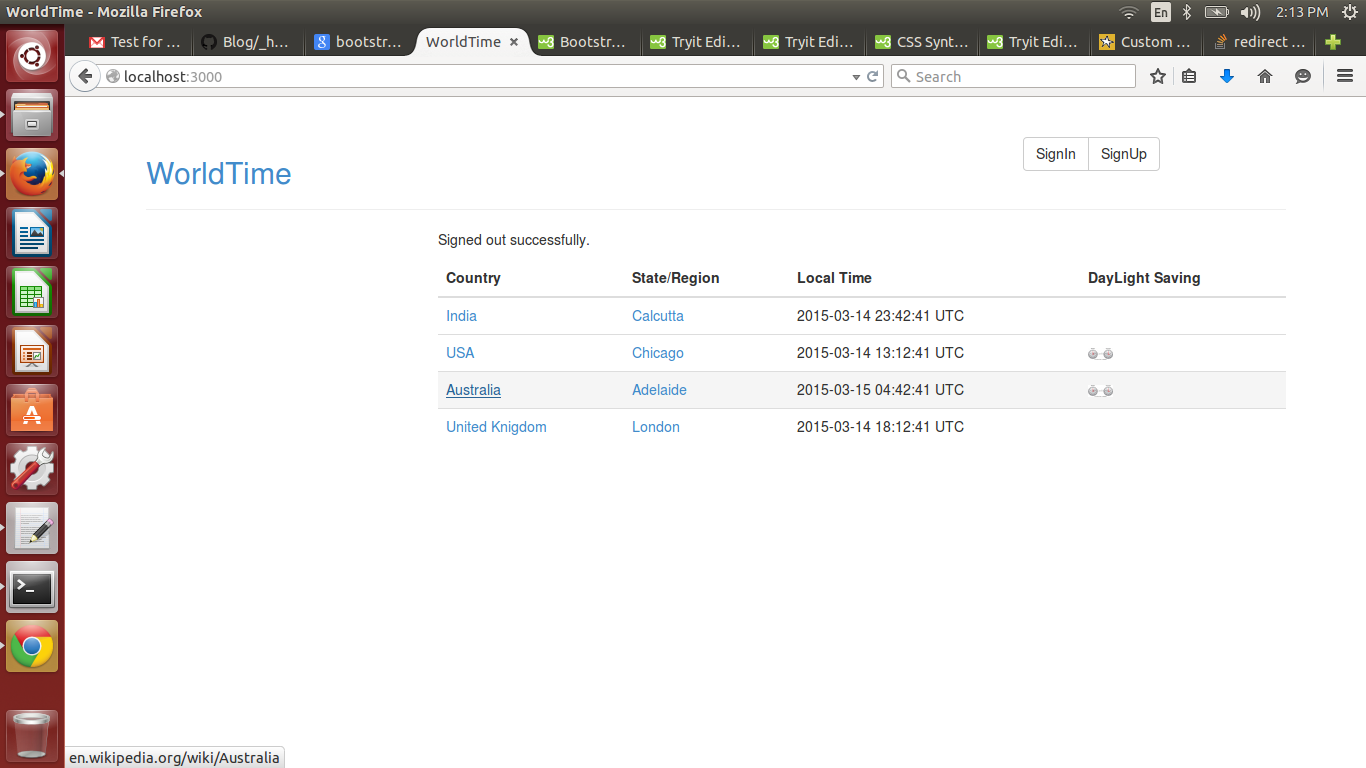 WorldTime - Mozilla Firefox
En
2:13 PM
Test for ...
Blog/_h...
bootstr...
WorldTime
Bootstr...
Tryit Edi...
Tryit Edi...
CSS Synt...
Tryit Edi...
Custom ...
redirect ...
localhost:3000
Search
WorldTime
SignIn
SignUp
Signed out successfully.
Country State/Region Local Time DayLight Saving
India Calcutta 2015-03-14 23:42:41 UTC
USA Chicago 2015-03-14 13:12:41 UTC
Australia Adelaide 2015-03-15 04:42:41 UTC
United Knigdom London 2015-03-14 18:12:41 UTC
en.wikipedia.org/wiki/Australia